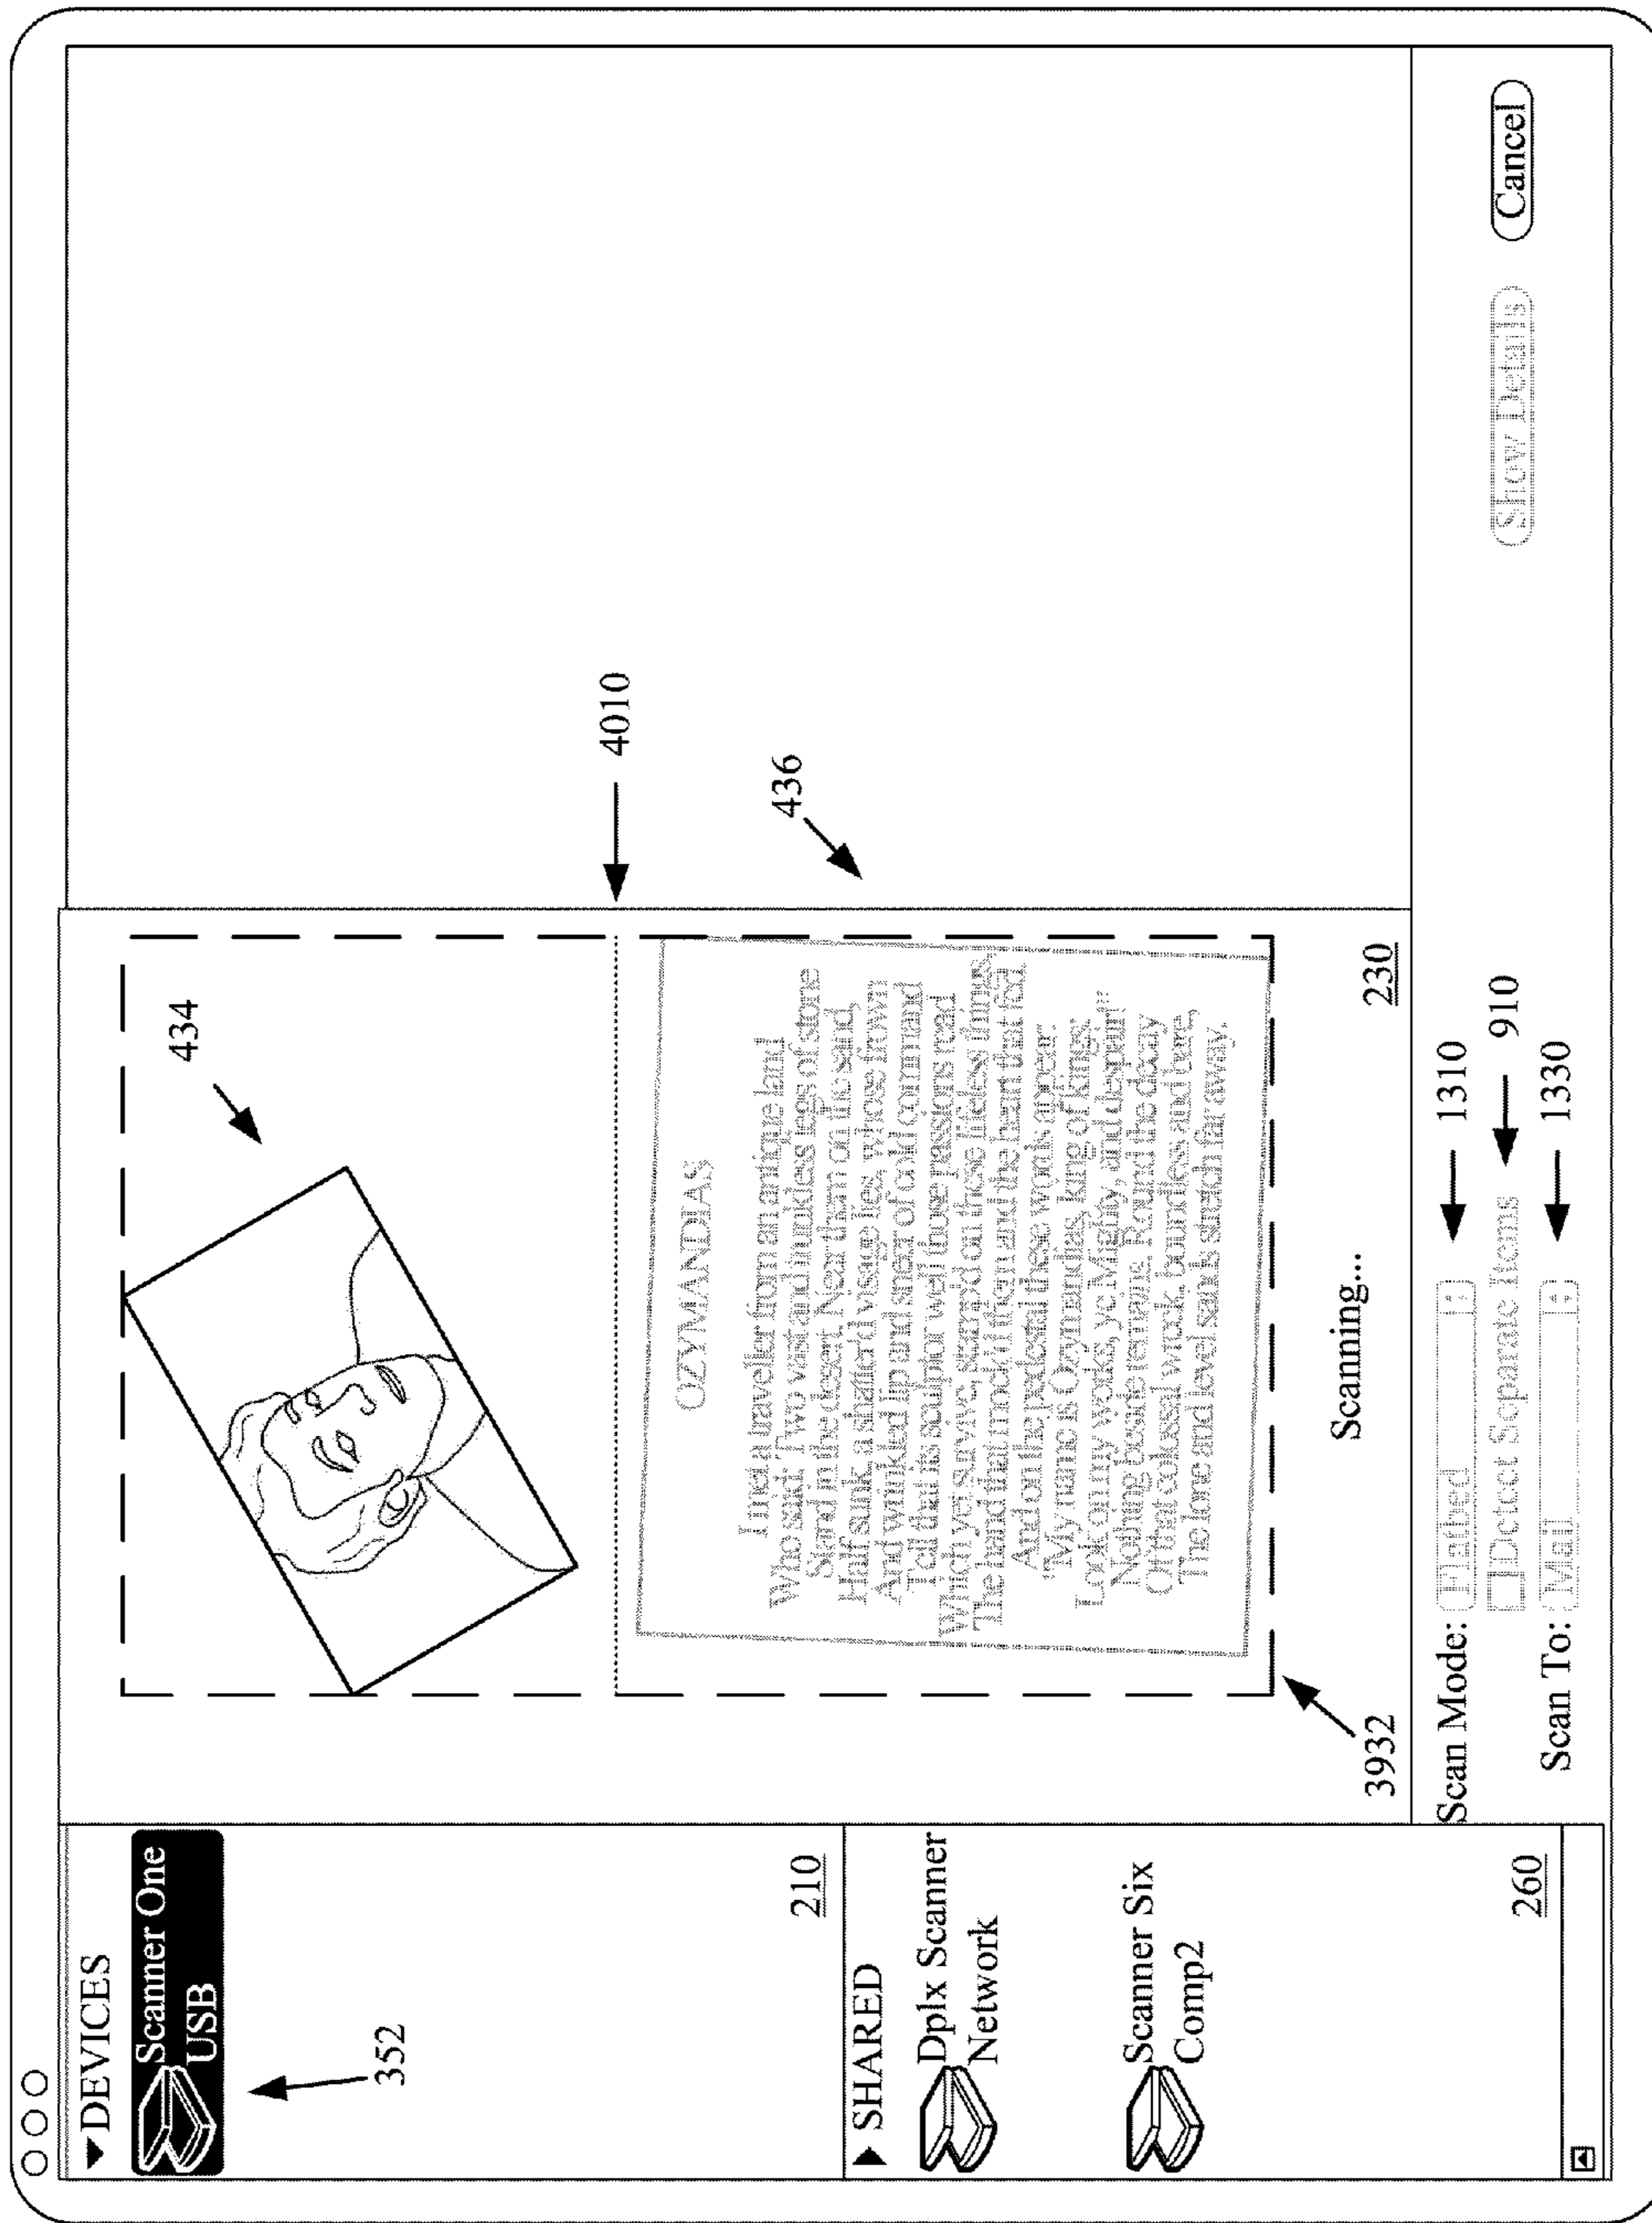 ▼DEVICES
Scanner One
USB
352
210
▶ SHARED
Dplx Scanner
Network
Scanner Six
Comp2
260
434
4010
436
OZYMANDIAS
I met a traveller from an antique land
Who said: Two vast and trunkless legs of stone
Stand in the desert. Near them on the sand,
Half sunk, a shatter'd visage lies, whose frown
And wrinkled lip and sneer of cold command
Tell that its sculptor well those passions read
Which yet survive, stamp'd on these lifeless things,
The hand that mock'd them and the heart that fed.
And on the pedestal these words appear:
"My name is Ozymandias, king of kings:
Look on my works, ye Mighty, and despair!"
Nothing beside remains. Round the decay
Of that colossal wreck, boundless and bare,
The lone and level sands stretch far away.
3932
Scanning...
230
Scan Mode: Flatbed
1310
Detect Separate Items
910
Scan To: Mail
1330
Show Details
Cancel